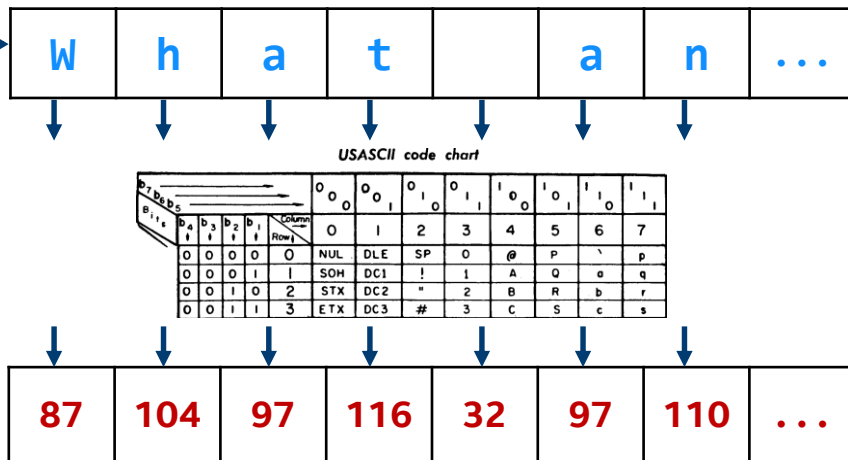 W h a t a n ...
USASCII code chart
b7 b6 b5 0 0 0 0 0 1 0 1 0 0 1 1 1 0 0 1 0 1 1 1 0 1 1 1
Bits b4 b3 b2 b1 Column Row 0 1 2 3 4 5 6 7
0 0 0 0 0 NUL DLE SP 0 @ P ` p
0 0 0 1 1 SOH DC1 ! 1 A Q a q
0 0 1 0 2 STX DC2 " 2 B R b r
0 0 1 1 3 ETX DC3 # 3 C S c s
87 104 97 116 32 97 110 ...